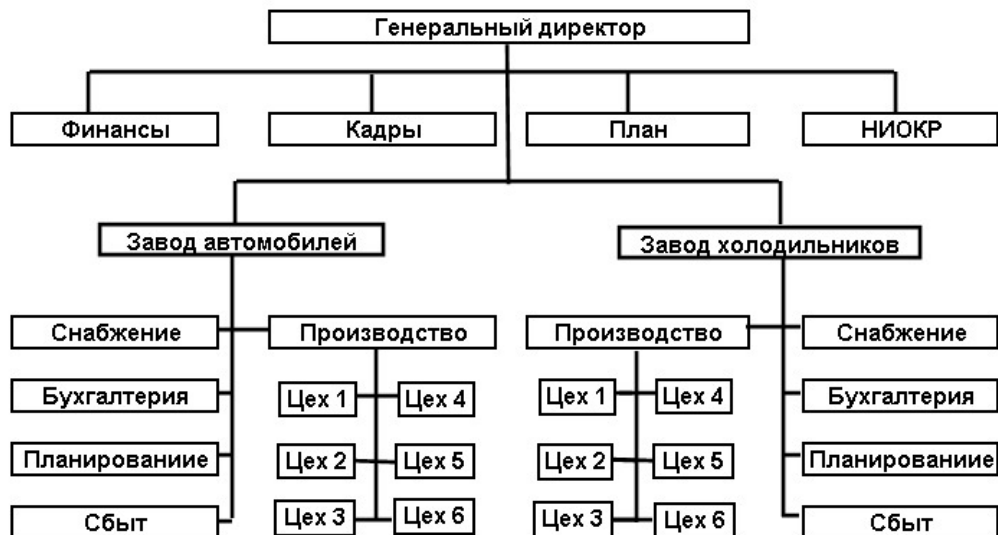 Генеральный директор
Финансы Кадры План НИОКР
Завод автомобилей Завод холодильников
Снабжение Производство Производство Снабжение
Бухгалтерия Цех 1 Цех 4 Цех 1 Цех 4 Бухгалтерия
Планированиие Цех 2 Цех 5 Цех 2 Цех 5 Планированиие
Сбыт Цех 3 Цех 6 Цех 3 Цех 6 Сбыт